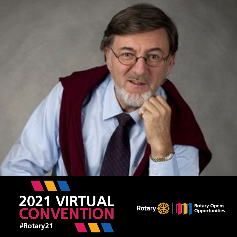 2021 VIRTUAL
CONVENTION
#Rotary21
Rotary
Rotary Opens
Opportunities